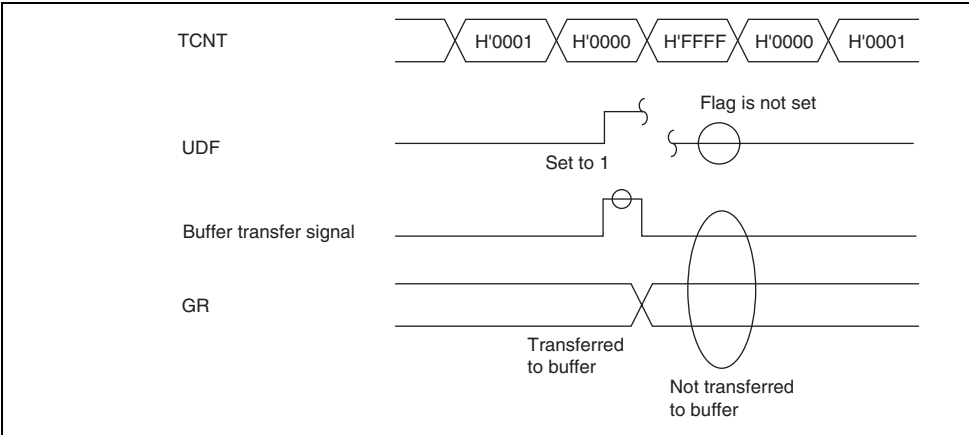 TCNT
H'0001
H'0000
H'FFFF
H'0000
H'0001
Flag is not set
UDF
Set to 1
Buffer transfer signal
GR
Transferred
to buffer
Not transferred
to buffer